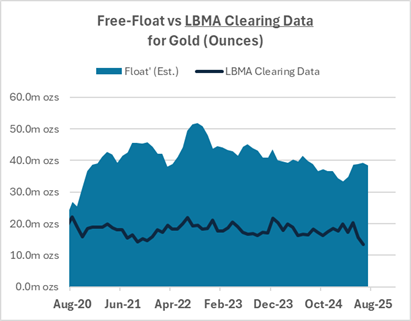 Free-Float vs LBMA Clearing Data
for Gold (Ounces)
Float' (Est.) LBMA Clearing Data
60.0m ozs
50.0m ozs
40.0m ozs
30.0m ozs
20.0m ozs
10.0m ozs
0.0m ozs
Aug-20 Jun-21 Apr-22 Feb-23 Dec-23 Oct-24 Aug-25